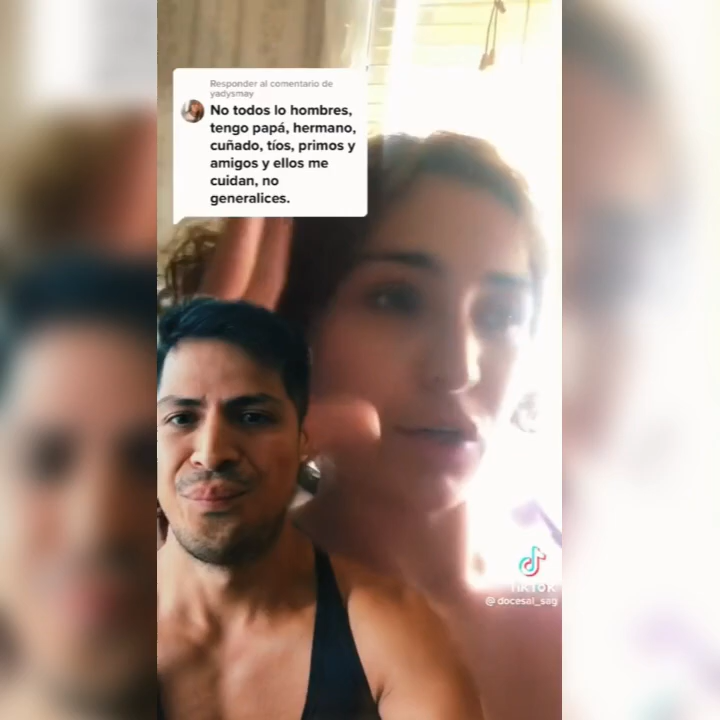 Responder al comentario de
yadysmay
No todos lo hombres,
tengo papá, hermano,
cuñado, tíos, primos y
amigos y ellos me
cuidan, no
generalices.
TikTok
@docesal_sag